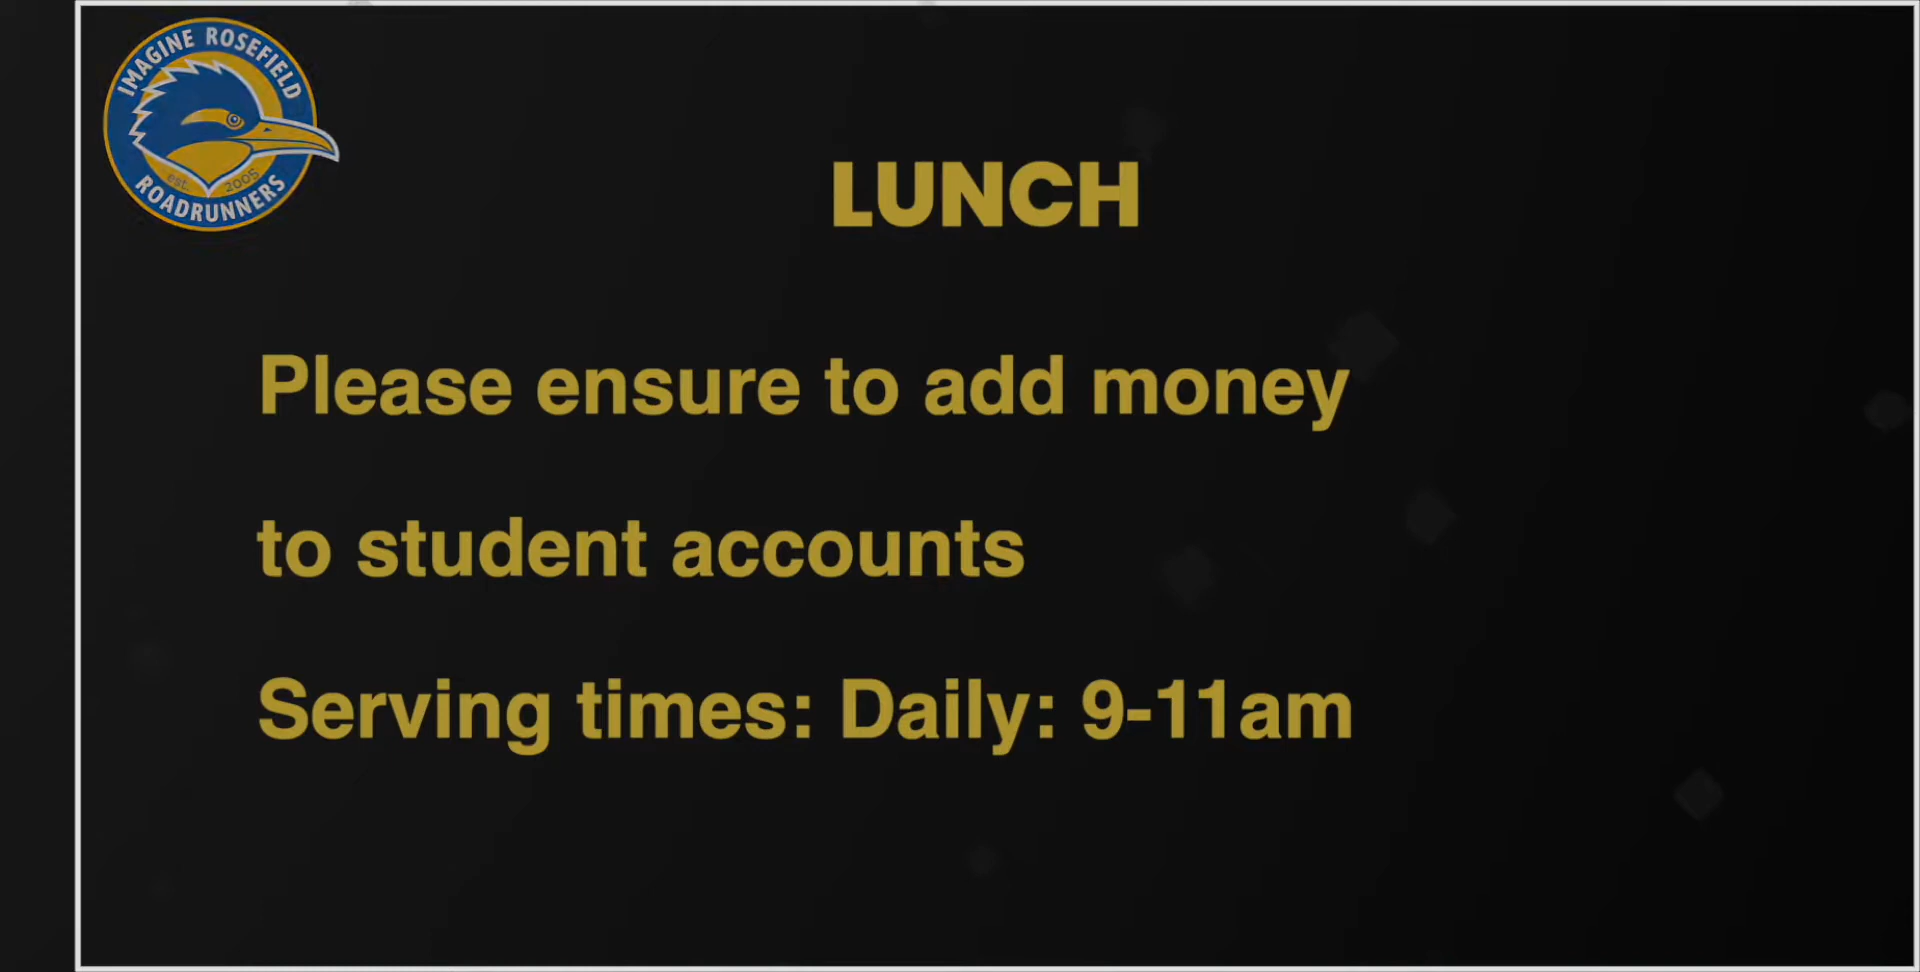 IMAGINE ROSEFIELD
est. 2005
ROADRUNNERS
LUNCH
Please ensure to add money
to student accounts
Serving times: Daily: 9-11am